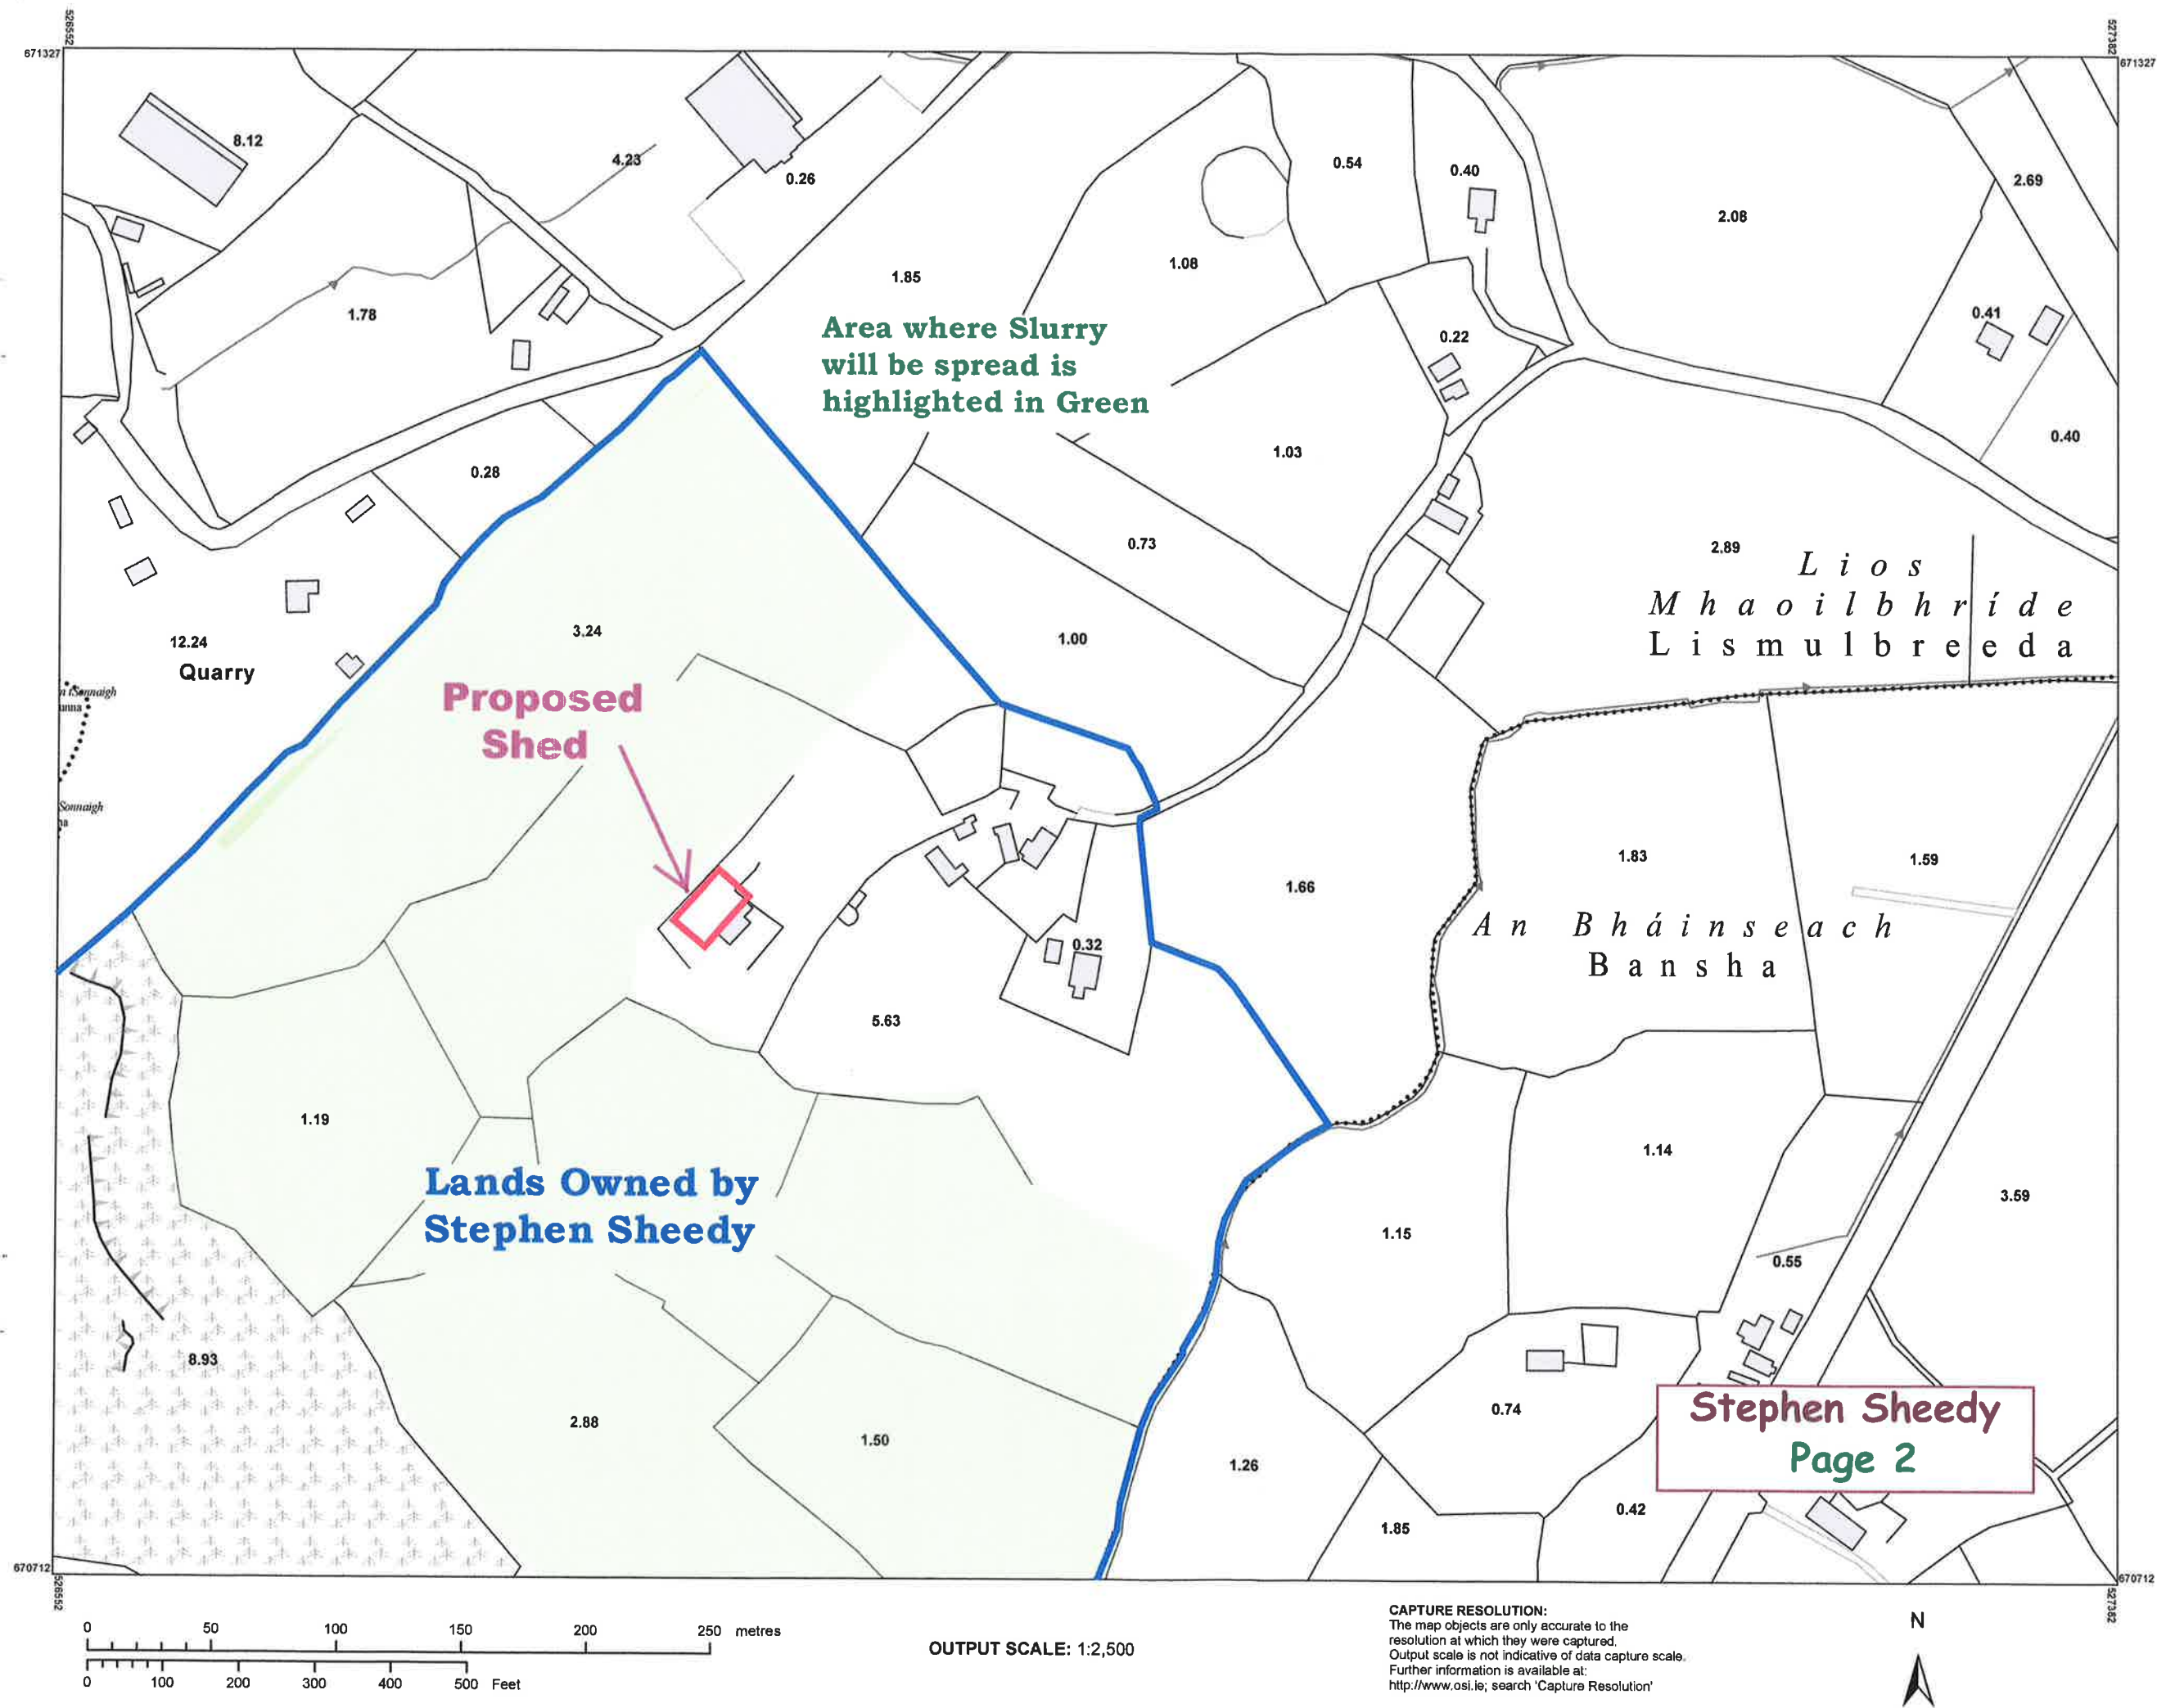 526552
527382
671327
671327
8.12
4.23
0.26
0.54
0.40
2.69
2.08
1.85
1.08
1.78
0.41
0.22
Area where Slurry
will be spread is
highlighted in Green
0.40
1.03
0.28
0.73
2.89
Lios
Mhaoilbhríde
Lismulbreeda
3.24
1.00
12.24
Quarry
Proposed
Shed
Sonnaigh
1.83
1.59
1.66
An Bháinseach
Bansha
0.32
5.63
1.19
1.14
Lands Owned by
Stephen Sheedy
3.59
1.15
0.55
8.93
2.88
1.50
0.74
1.26
Stephen Sheedy
Page 2
1.85
0.42
670712
670712
526552
527382
0 50 100 150 200 250 metres
0 100 200 300 400 500 Feet
OUTPUT SCALE: 1:2,500
CAPTURE RESOLUTION:
The map objects are only accurate to the
resolution at which they were captured.
Output scale is not indicative of data capture scale.
Further information is available at:
http://www.osi.ie; search 'Capture Resolution'
N